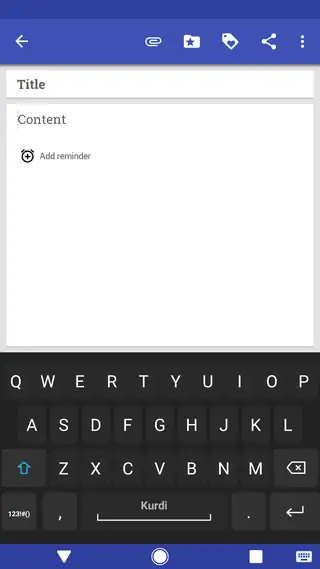 Title
Content
Add reminder
Q W E R T Y U I O P
A S D F G H J K L
Z X C V B N M
123!#() , Kurdi .